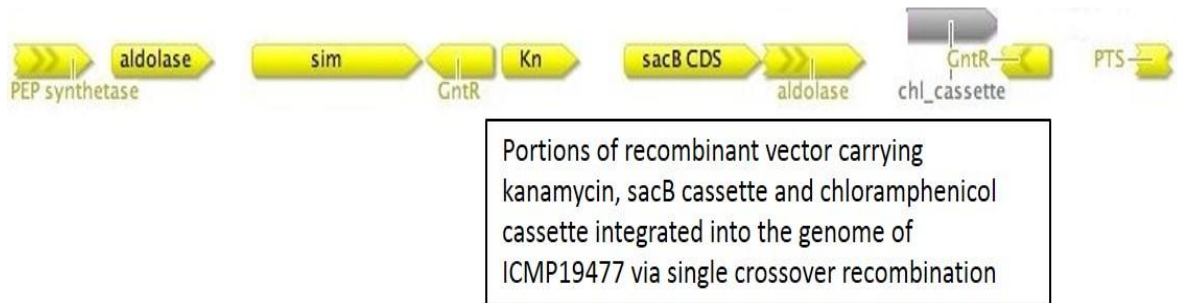 aldolase sim Kn sacB CDS GntR PTS
PEP synthetase GntR aldolase chl_cassette
Portions of recombinant vector carrying
kanamycin, sacB cassette and chloramphenicol
cassette integrated into the genome of
ICMP19477 via single crossover recombination